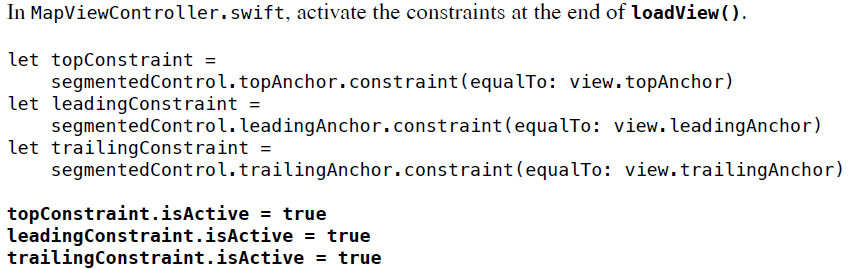 In MapViewController.swift, activate the constraints at the end of loadView().
let topConstraint =
    segmentedControl.topAnchor.constraint(equalTo: view.topAnchor)
let leadingConstraint =
    segmentedControl.leadingAnchor.constraint(equalTo: view.leadingAnchor)
let trailingConstraint =
    segmentedControl.trailingAnchor.constraint(equalTo: view.trailingAnchor)
topConstraint.isActive = true
leadingConstraint.isActive = true
trailingConstraint.isActive = true